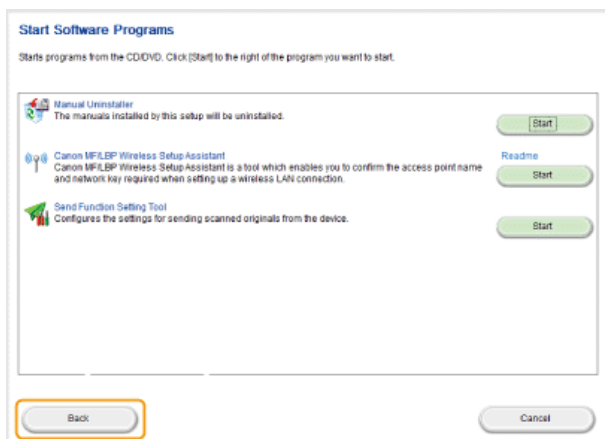 Start Software Programs
Starts programs from the CD/DVD. Click [Start] to the right of the program you want to start.
Manual Uninstaller
The manuals installed by this setup will be uninstalled.
Start
Canon MF/LBP Wireless Setup Assistant
Readme
Canon MF/LBP Wireless Setup Assistant is a tool which enables you to confirm the access point name
and network key required when setting up a wireless LAN connection.
Start
Send Function Setting Tool
Configures the settings for sending scanned originals from the device.
Start
Back
Cancel